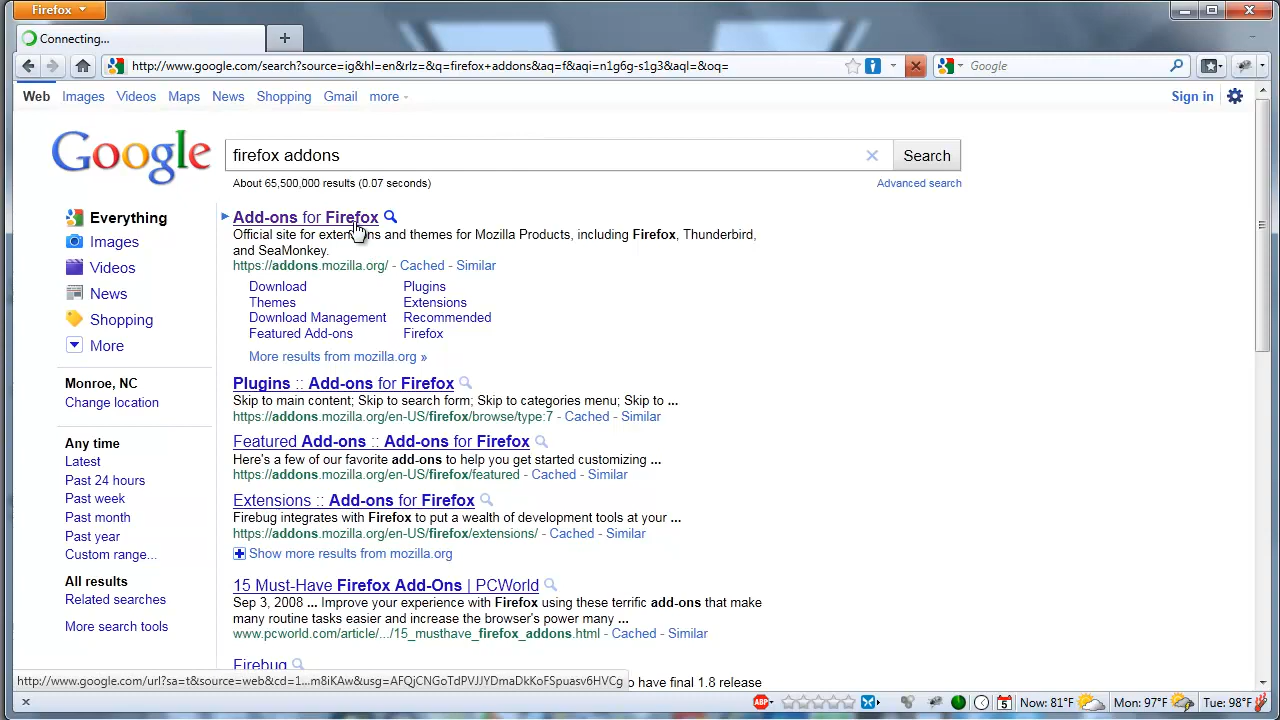 Firefox
Connecting...
http://www.google.com/search?source=ig&hl=en&rlz=&q=firefox+addons&aq=f&aqi=n1g6g-s1g3&aql=&oq=
Google
Web Images Videos Maps News Shopping Gmail more
Sign in
Google
firefox addons
Search
About 65,500,000 results (0.07 seconds)
Advanced search
Everything
Images
Videos
News
Shopping
More
Monroe, NC
Change location
Any time
Latest
Past 24 hours
Past week
Past month
Past year
Custom range...
All results
Related searches
More search tools
Add-ons for Firefox
Official site for extensions and themes for Mozilla Products, including Firefox, Thunderbird,
and SeaMonkey.
https://addons.mozilla.org/ - Cached - Similar
Download Plugins
Themes Extensions
Download Management Recommended
Featured Add-ons Firefox
More results from mozilla.org »
Plugins :: Add-ons for Firefox
Skip to main content; Skip to search form; Skip to categories menu; Skip to ...
https://addons.mozilla.org/en-US/firefox/browse/type:7 - Cached - Similar
Featured Add-ons :: Add-ons for Firefox
Here's a few of our favorite add-ons to help you get started customizing ...
https://addons.mozilla.org/en-US/firefox/featured - Cached - Similar
Extensions :: Add-ons for Firefox
Firebug integrates with Firefox to put a wealth of development tools at your ...
https://addons.mozilla.org/en-US/firefox/extensions/ - Cached - Similar
Show more results from mozilla.org
15 Must-Have Firefox Add-Ons | PCWorld
Sep 3, 2008 ... Improve your experience with Firefox using these terrific add-ons that make
many routine tasks easier and increase the browser's power many ...
www.pcworld.com/article/.../15_musthave_firefox_addons.html - Cached - Similar
Firebug
to have final 1.8 release
http://www.google.com/url?sa=t&source=web&cd=1...m8iKAw&usg=AFQjCNGoTdPVJJYDmaDkKoFSpuasv6HVCg
ABP
5
Now: 81°F Mon: 97°F Tue: 98°F